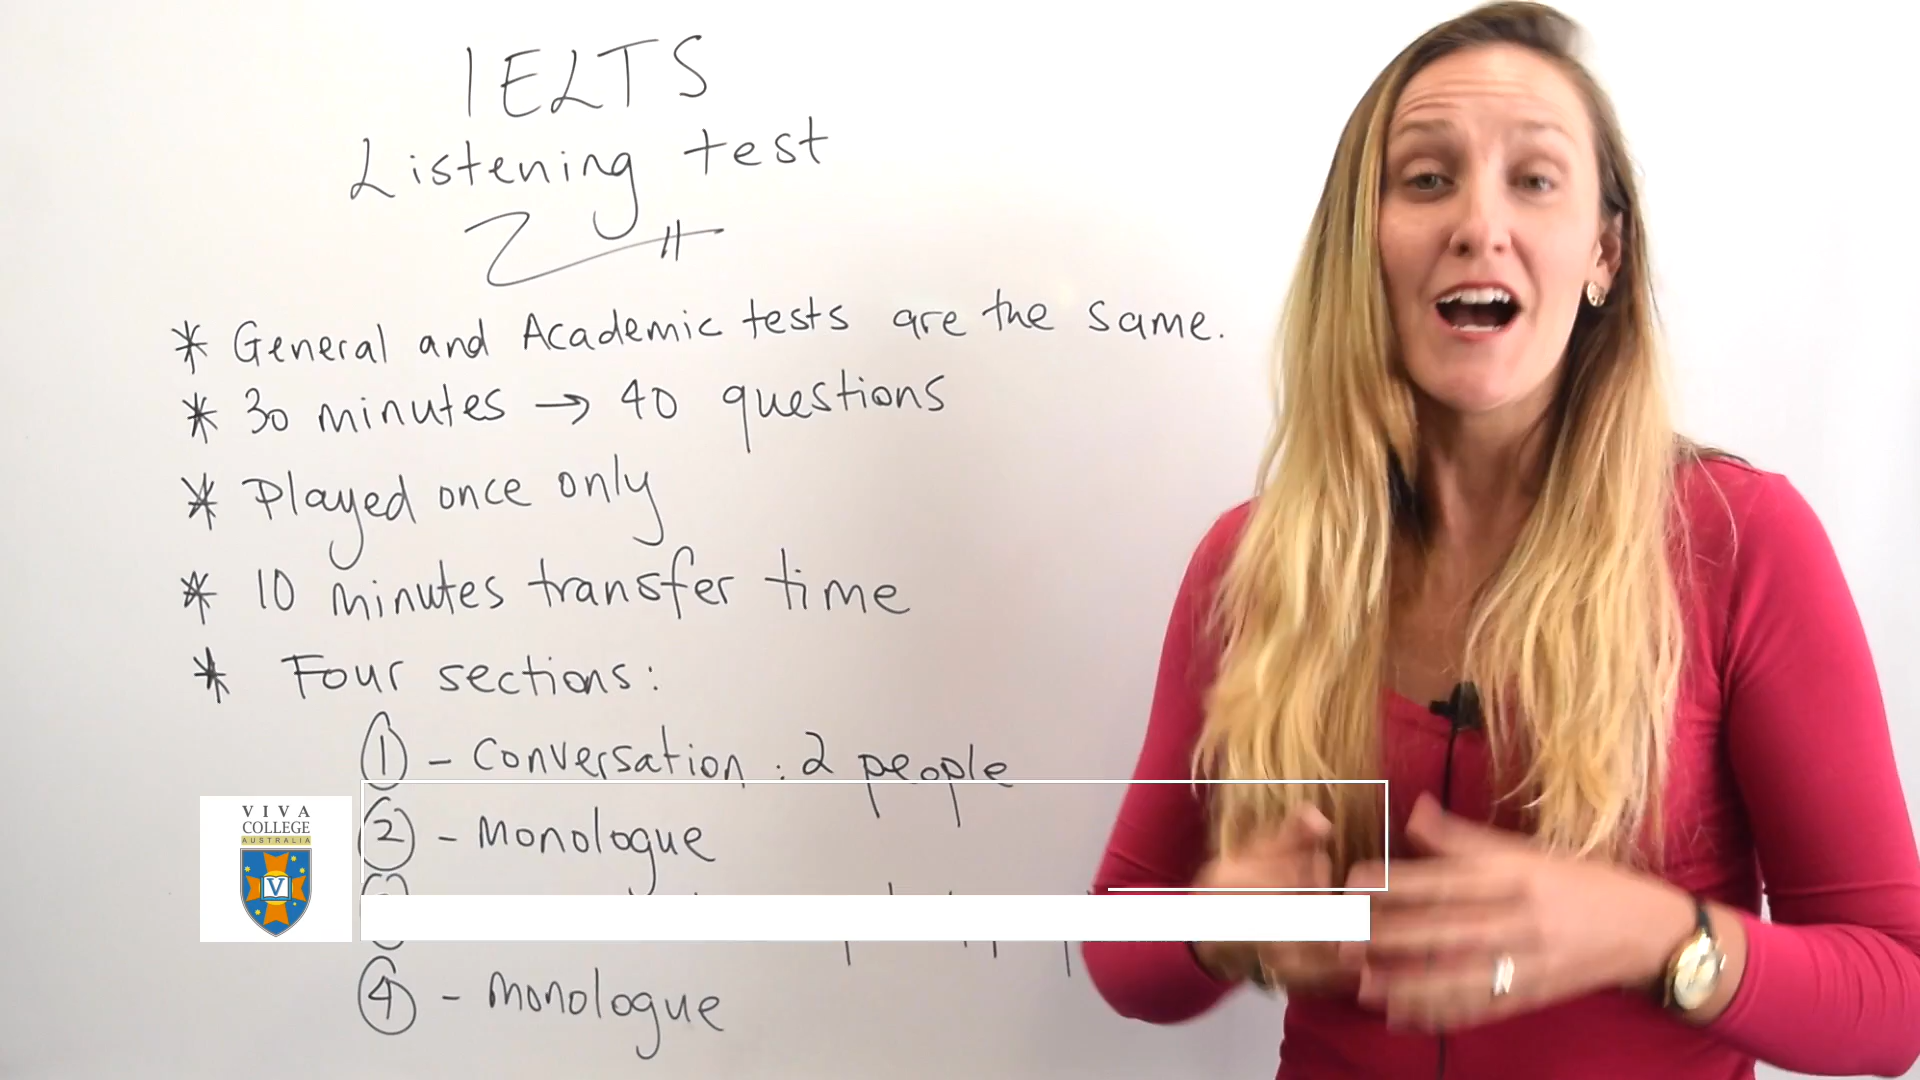 IELTS
Listening test
* General and Academic tests are the same.
* 30 minutes → 40 questions
* Played once only
* 10 minutes transfer time
* Four sections:
① - Conversation : 2 people
② - Monologue
④ - Monologue
VIVA
COLLEGE
AUSTRALIA
V